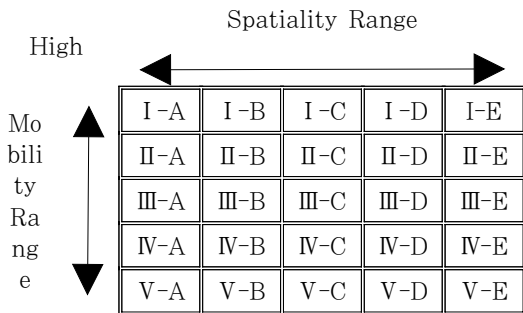 Spatiality Range
High
Mo
bili
ty
Ra
ng
e
Ⅰ-A Ⅰ-B Ⅰ-C Ⅰ-D Ⅰ-E
Ⅱ-A Ⅱ-B Ⅱ-C Ⅱ-D Ⅱ-E
Ⅲ-A Ⅲ-B Ⅲ-C Ⅲ-D Ⅲ-E
Ⅳ-A Ⅳ-B Ⅳ-C Ⅳ-D Ⅳ-E
Ⅴ-A Ⅴ-B Ⅴ-C Ⅴ-D Ⅴ-E